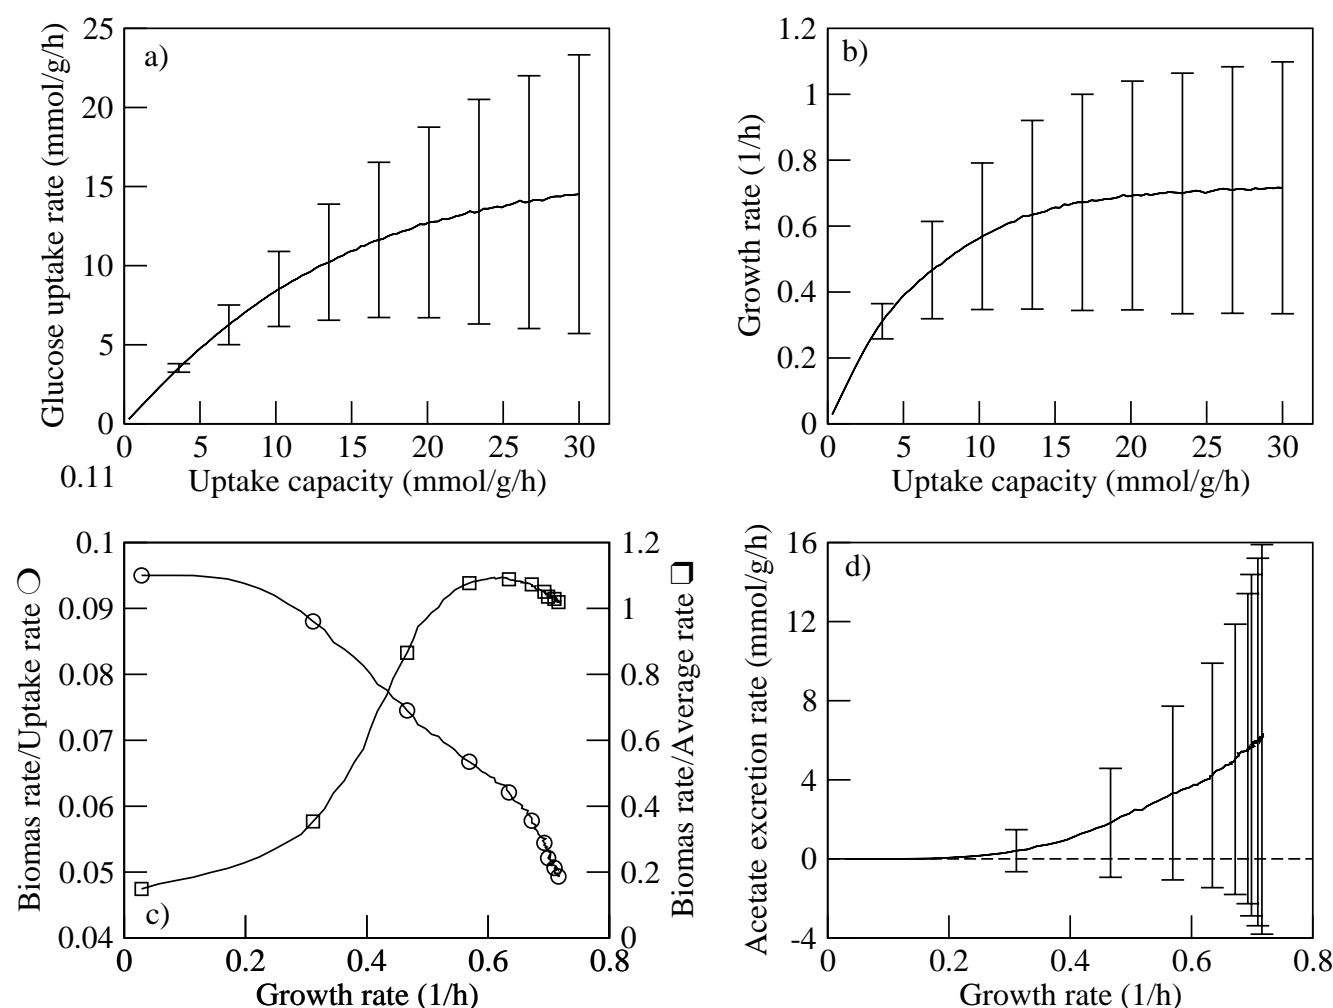 a)
Glucose uptake rate (mmol/g/h)
25
20
15
10
5
0
0 5 10 15 20 25 30
Uptake capacity (mmol/g/h)
b)
Growth rate (1/h)
1.2
1
0.8
0.6
0.4
0.2
0
0 5 10 15 20 25 30
Uptake capacity (mmol/g/h)
0.11
c)
Biomas rate/Uptake rate
0.1
0.09
0.08
0.07
0.06
0.05
0.04
0 0.2 0.4 0.6 0.8
Growth rate (1/h)
1.2
1
0.8
0.6
0.4
0.2
0
Biomas rate/Average rate
d)
Acetate excretion rate (mmol/g/h)
16
12
8
4
0
-4
0 0.2 0.4 0.6 0.8
Growth rate (1/h)